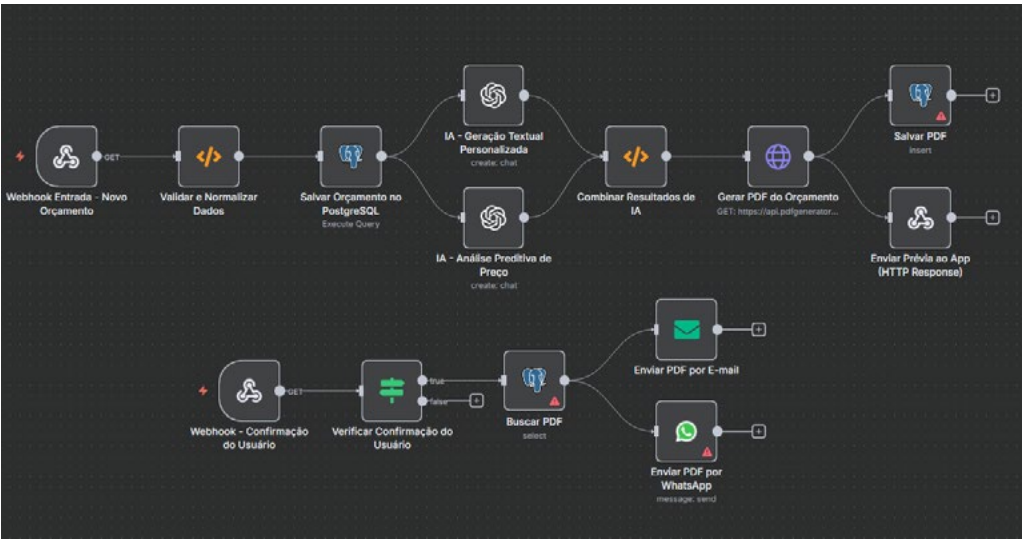 GET
Webhook Entrada - Novo
Orçamento
Validar e Normalizar
Dados
Salvar Orçamento no
PostgreSQL
Execute Query
IA - Geração Textual
Personalizada
create: chat
IA - Análise Preditiva de
Preço
create: chat
Combinar Resultados de
IA
Gerar PDF do Orçamento
GET: https://api.pdfgenerator...
Salvar PDF
insert
Enviar Prévia ao App
(HTTP Response)
GET
Webhook - Confirmação
do Usuário
true
false
Verificar Confirmação do
Usuário
Buscar PDF
select
Enviar PDF por E-mail
Enviar PDF por
WhatsApp
message: send